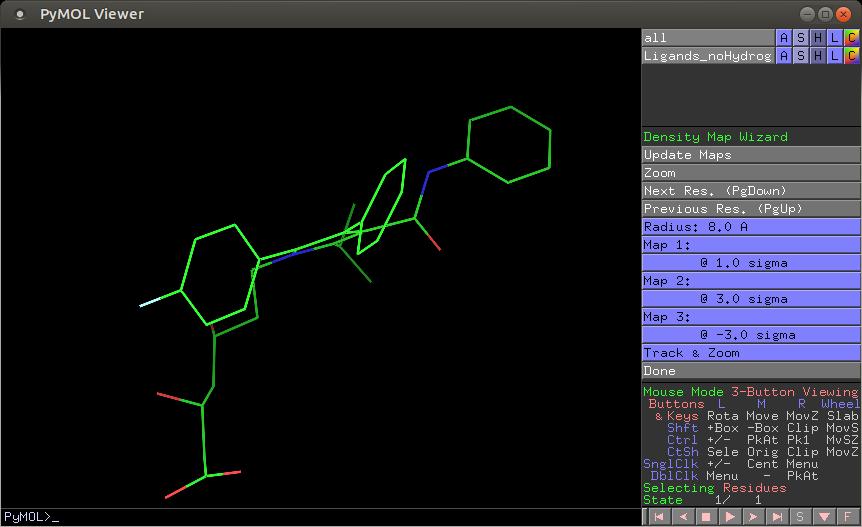 PyMOL Viewer
all A S H L C
Ligands_noHydrog A S H L C
Density Map Wizard
Update Maps
Zoom
Next Res. (PgDown)
Previous Res. (PgUp)
Radius: 8.0 A
Map 1:
@ 1.0 sigma
Map 2:
@ 3.0 sigma
Map 3:
@ -3.0 sigma
Track & Zoom
Done
Mouse Mode 3-Button Viewing
Buttons L M R Wheel
& Keys Rota Move MovZ Slab
Shft +Box -Box Clip MovS
Ctrl +/- PkAt Pk1 MvSZ
CtSh Sele Orig Clip MovZ
SnglClk +/- Cent Menu
DblClk Menu - PkAt
Selecting Residues
State 1/ 1
PyMOL>_ S F